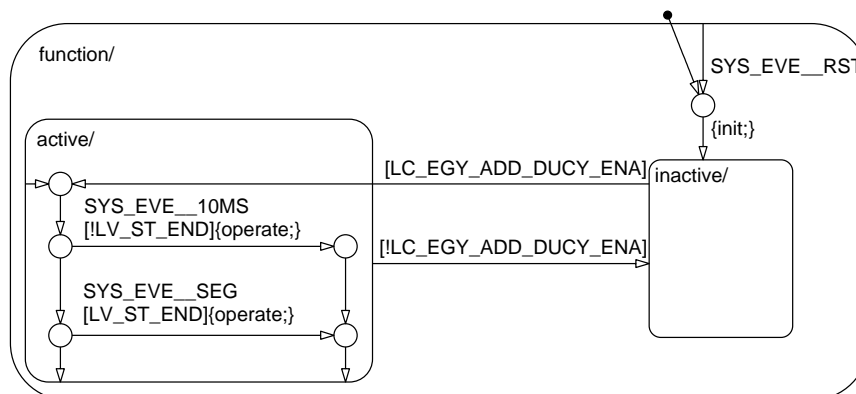 function/
SYS_EVE__RST
{init;}
active/
[LC_EGY_ADD_DUCY_ENA]
inactive/
SYS_EVE__10MS
[!LV_ST_END]{operate;}
[!LC_EGY_ADD_DUCY_ENA]
SYS_EVE__SEG
[LV_ST_END]{operate;}